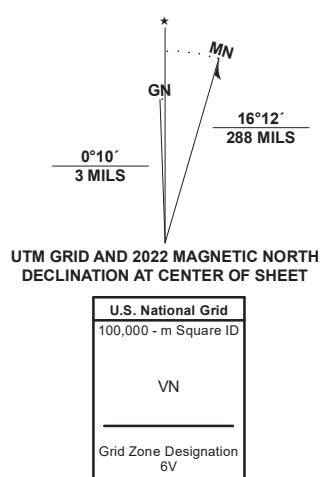 ★
MN
GN
16°12´
288 MILS
0°10´
3 MILS
UTM GRID AND 2022 MAGNETIC NORTH
DECLINATION AT CENTER OF SHEET
U.S. National Grid
100,000 - m Square ID
VN
Grid Zone Designation
6V